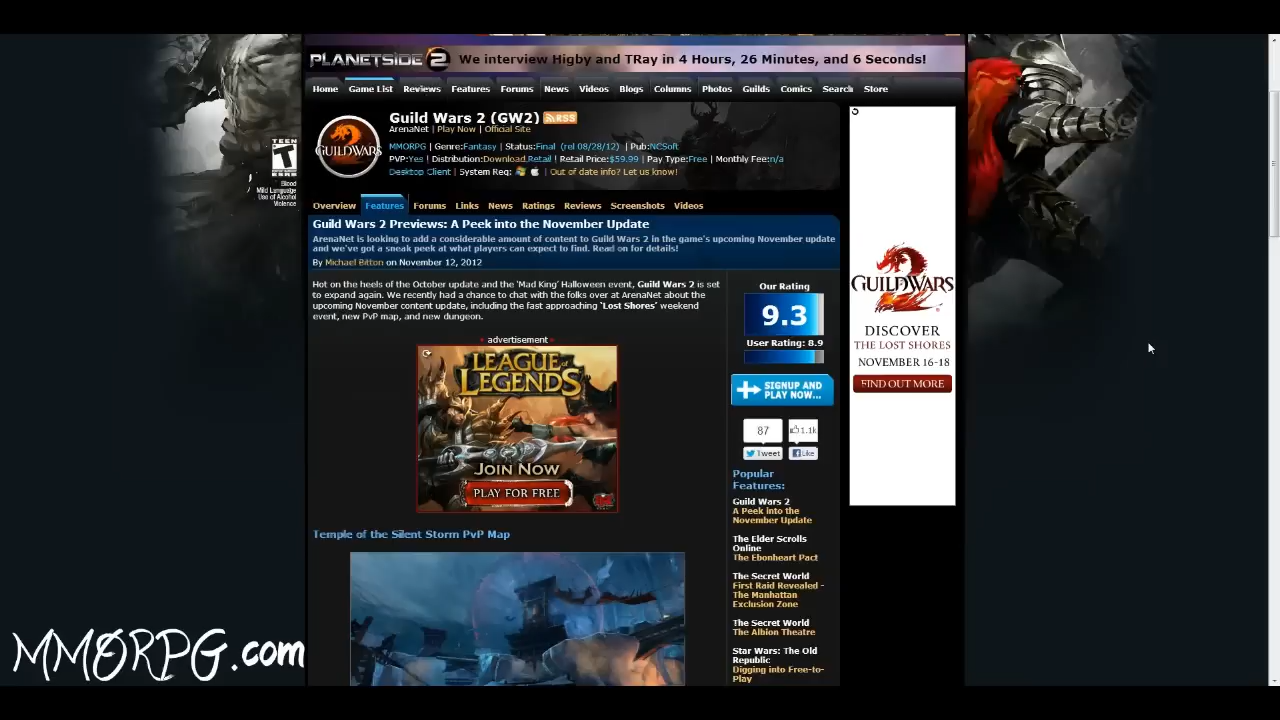 PLANETSIDE 2 We interview Higby and TRay in 4 Hours, 26 Minutes, and 6 Seconds!
Home Game List Reviews Features Forums News Videos Blogs Columns Photos Guilds Comics Search Store
GUILD WARS
Guild Wars 2 (GW2) RSS
ArenaNet | Play Now | Official Site
MMORPG | Genre:Fantasy | Status:Final (rel 08/28/12) | Pub:NCSoft
PVP:Yes | Distribution:Download,Retail | Retail Price:$59.99 | Pay Type:Free | Monthly Fee:n/a
Desktop Client | System Req: | Out of date info? Let us know!
TEEN
T
ESRB
Blood
Mild Language
Use of Alcohol
Violence
Overview Features Forums Links News Ratings Reviews Screenshots Videos
Guild Wars 2 Previews: A Peek into the November Update
ArenaNet is looking to add a considerable amount of content to Guild Wars 2 in the game's upcoming November update
and we've got a sneak peek at what players can expect to find. Read on for details!
By Michael Bitton on November 12, 2012
Hot on the heels of the October update and the 'Mad King' Halloween event, Guild Wars 2 is set
to expand again. We recently had a chance to chat with the folks over at ArenaNet about the
upcoming November content update, including the fast approaching 'Lost Shores' weekend
event, new PvP map, and new dungeon.
advertisement
LEAGUE of
LEGENDS
JOIN NOW
PLAY FOR FREE
Temple of the Silent Storm PvP Map
Our Rating
9.3
User Rating: 8.9
SIGNUP AND
PLAY NOW...
87 1.1k
Tweet Like
Popular
Features:
Guild Wars 2
A Peek into the
November Update
The Elder Scrolls
Online
The Ebonheart Pact
The Secret World
First Raid Revealed -
The Manhattan
Exclusion Zone
The Secret World
The Albion Theatre
Star Wars: The Old
Republic
Digging into Free-to-
Play
GUILDWARS
2
DISCOVER
THE LOST SHORES
NOVEMBER 16-18
FIND OUT MORE
MMORPG.com